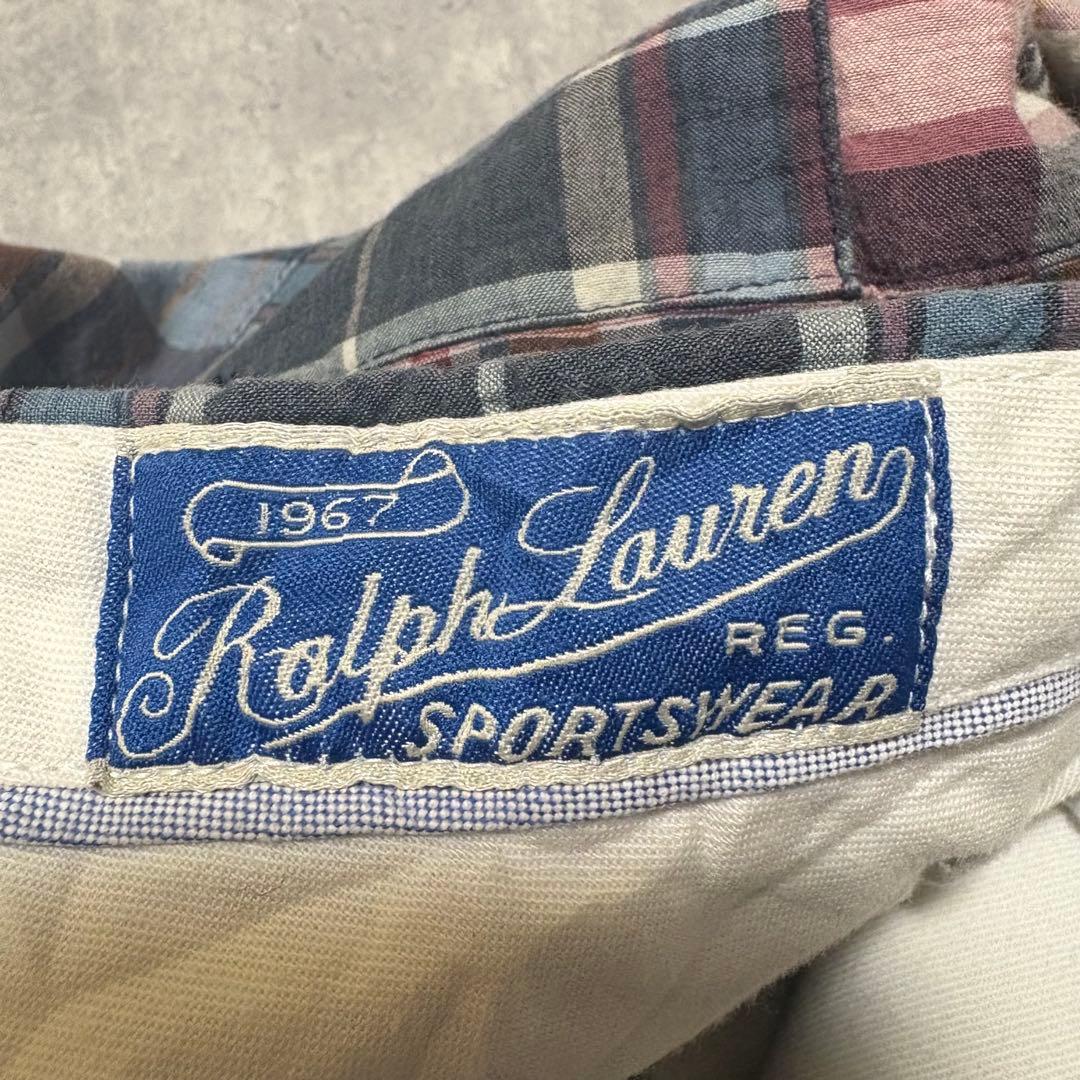 1967
Ralph Lauren
REG.
SPORTSWEAR